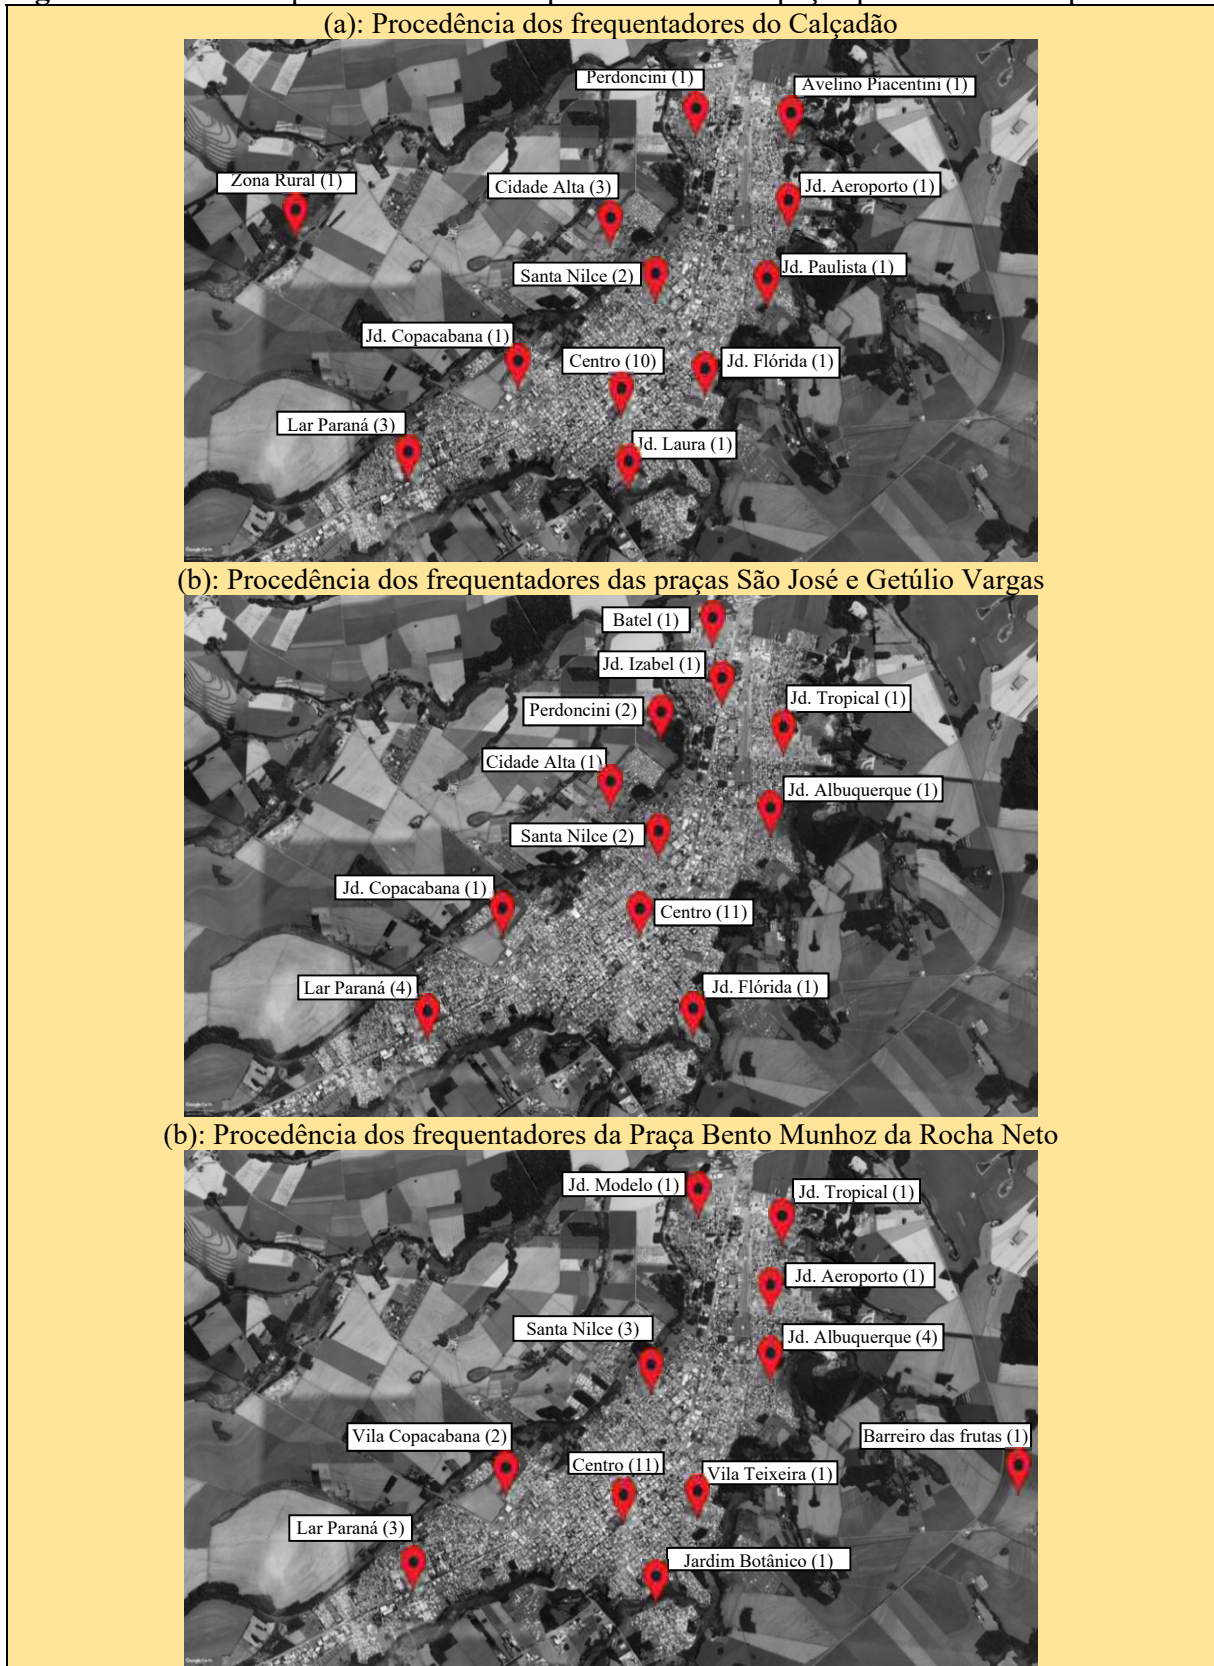 (a): Procedência dos frequentadores do Calçadão
Perdoncini (1)
Avelino Piacentini (1)
Zona Rural (1)
Cidade Alta (3)
Jd. Aeroporto (1)
Santa Nilce (2)
Jd. Paulista (1)
Jd. Copacabana (1)
Centro (10)
Jd. Flórida (1)
Lar Paraná (3)
Jd. Laura (1)
Google Earth
(b): Procedência dos frequentadores das praças São José e Getúlio Vargas
Batel (1)
Jd. Izabel (1)
Jd. Tropical (1)
Perdoncini (2)
Cidade Alta (1)
Jd. Albuquerque (1)
Santa Nilce (2)
Jd. Copacabana (1)
Centro (11)
Lar Paraná (4)
Jd. Flórida (1)
Google Earth
(b): Procedência dos frequentadores da Praça Bento Munhoz da Rocha Neto
Jd. Modelo (1)
Jd. Tropical (1)
Jd. Aeroporto (1)
Santa Nilce (3)
Jd. Albuquerque (4)
Vila Copacabana (2)
Barreiro das frutas (1)
Centro (11)
Vila Teixeira (1)
Lar Paraná (3)
Jardim Botânico (1)
Google Earth